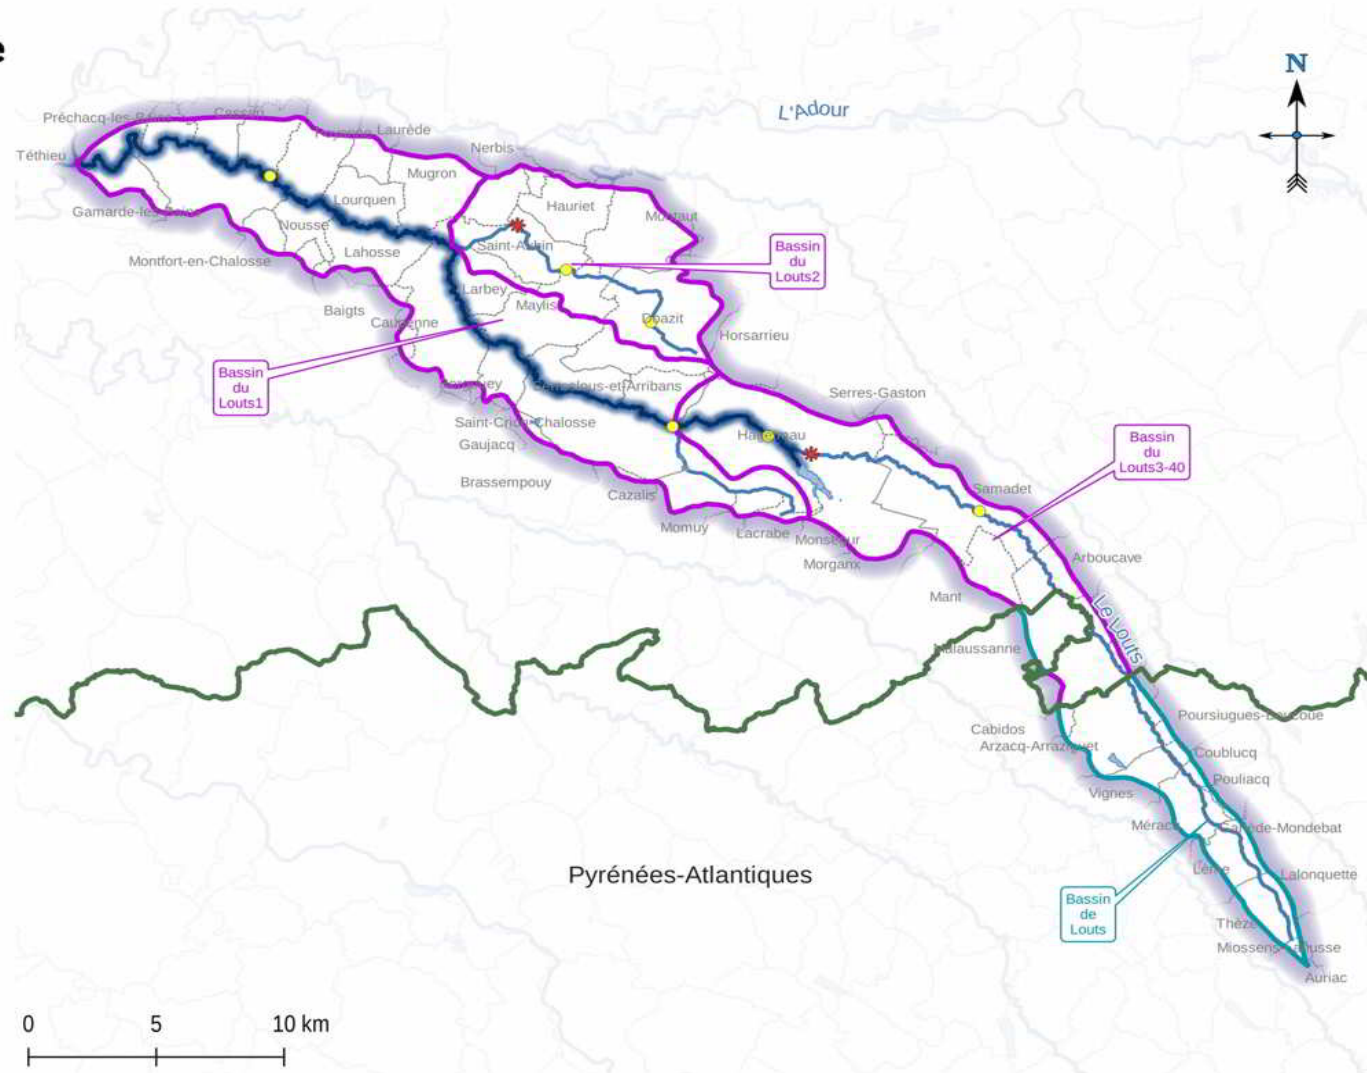 é
N
L'Adour
Préchacq-les-Bains
Cassen
Laurède
Téthieu
Nerbis
Mugron
Hauriet
Lourquen
Montaut
Gamarde-les-Bains
Nousse
Saint-Aubin
Lahosse
Montfort-en-Chalosse
Bassin
du
Louts2
Larbey
Maylis
Baigts
Caupenne
Doazit
Horsarrieu
Bassin
du
Louts1
Serres-Gaston
Saint-Cricq-Chalosse
Hagetmau
Gaujacq
Bassin
du
Louts3-40
Brassempouy
Cazalis
Samadet
Momuy
Lacrabe
Monségur
Morganx
Arboucave
Mant
Le Louts
Malaussanne
Poursiugues-Boucoue
Cabidos
Arzacq-Arraziguet
Coublucq
Pouliacq
Vignes
Méracq
Garlède-Mondebat
Pyrénées-Atlantiques
Lème
Lalonquette
Bassin
de
Louts
Thèze
Miossens-Lanusse
Auriac
0 5 10 km